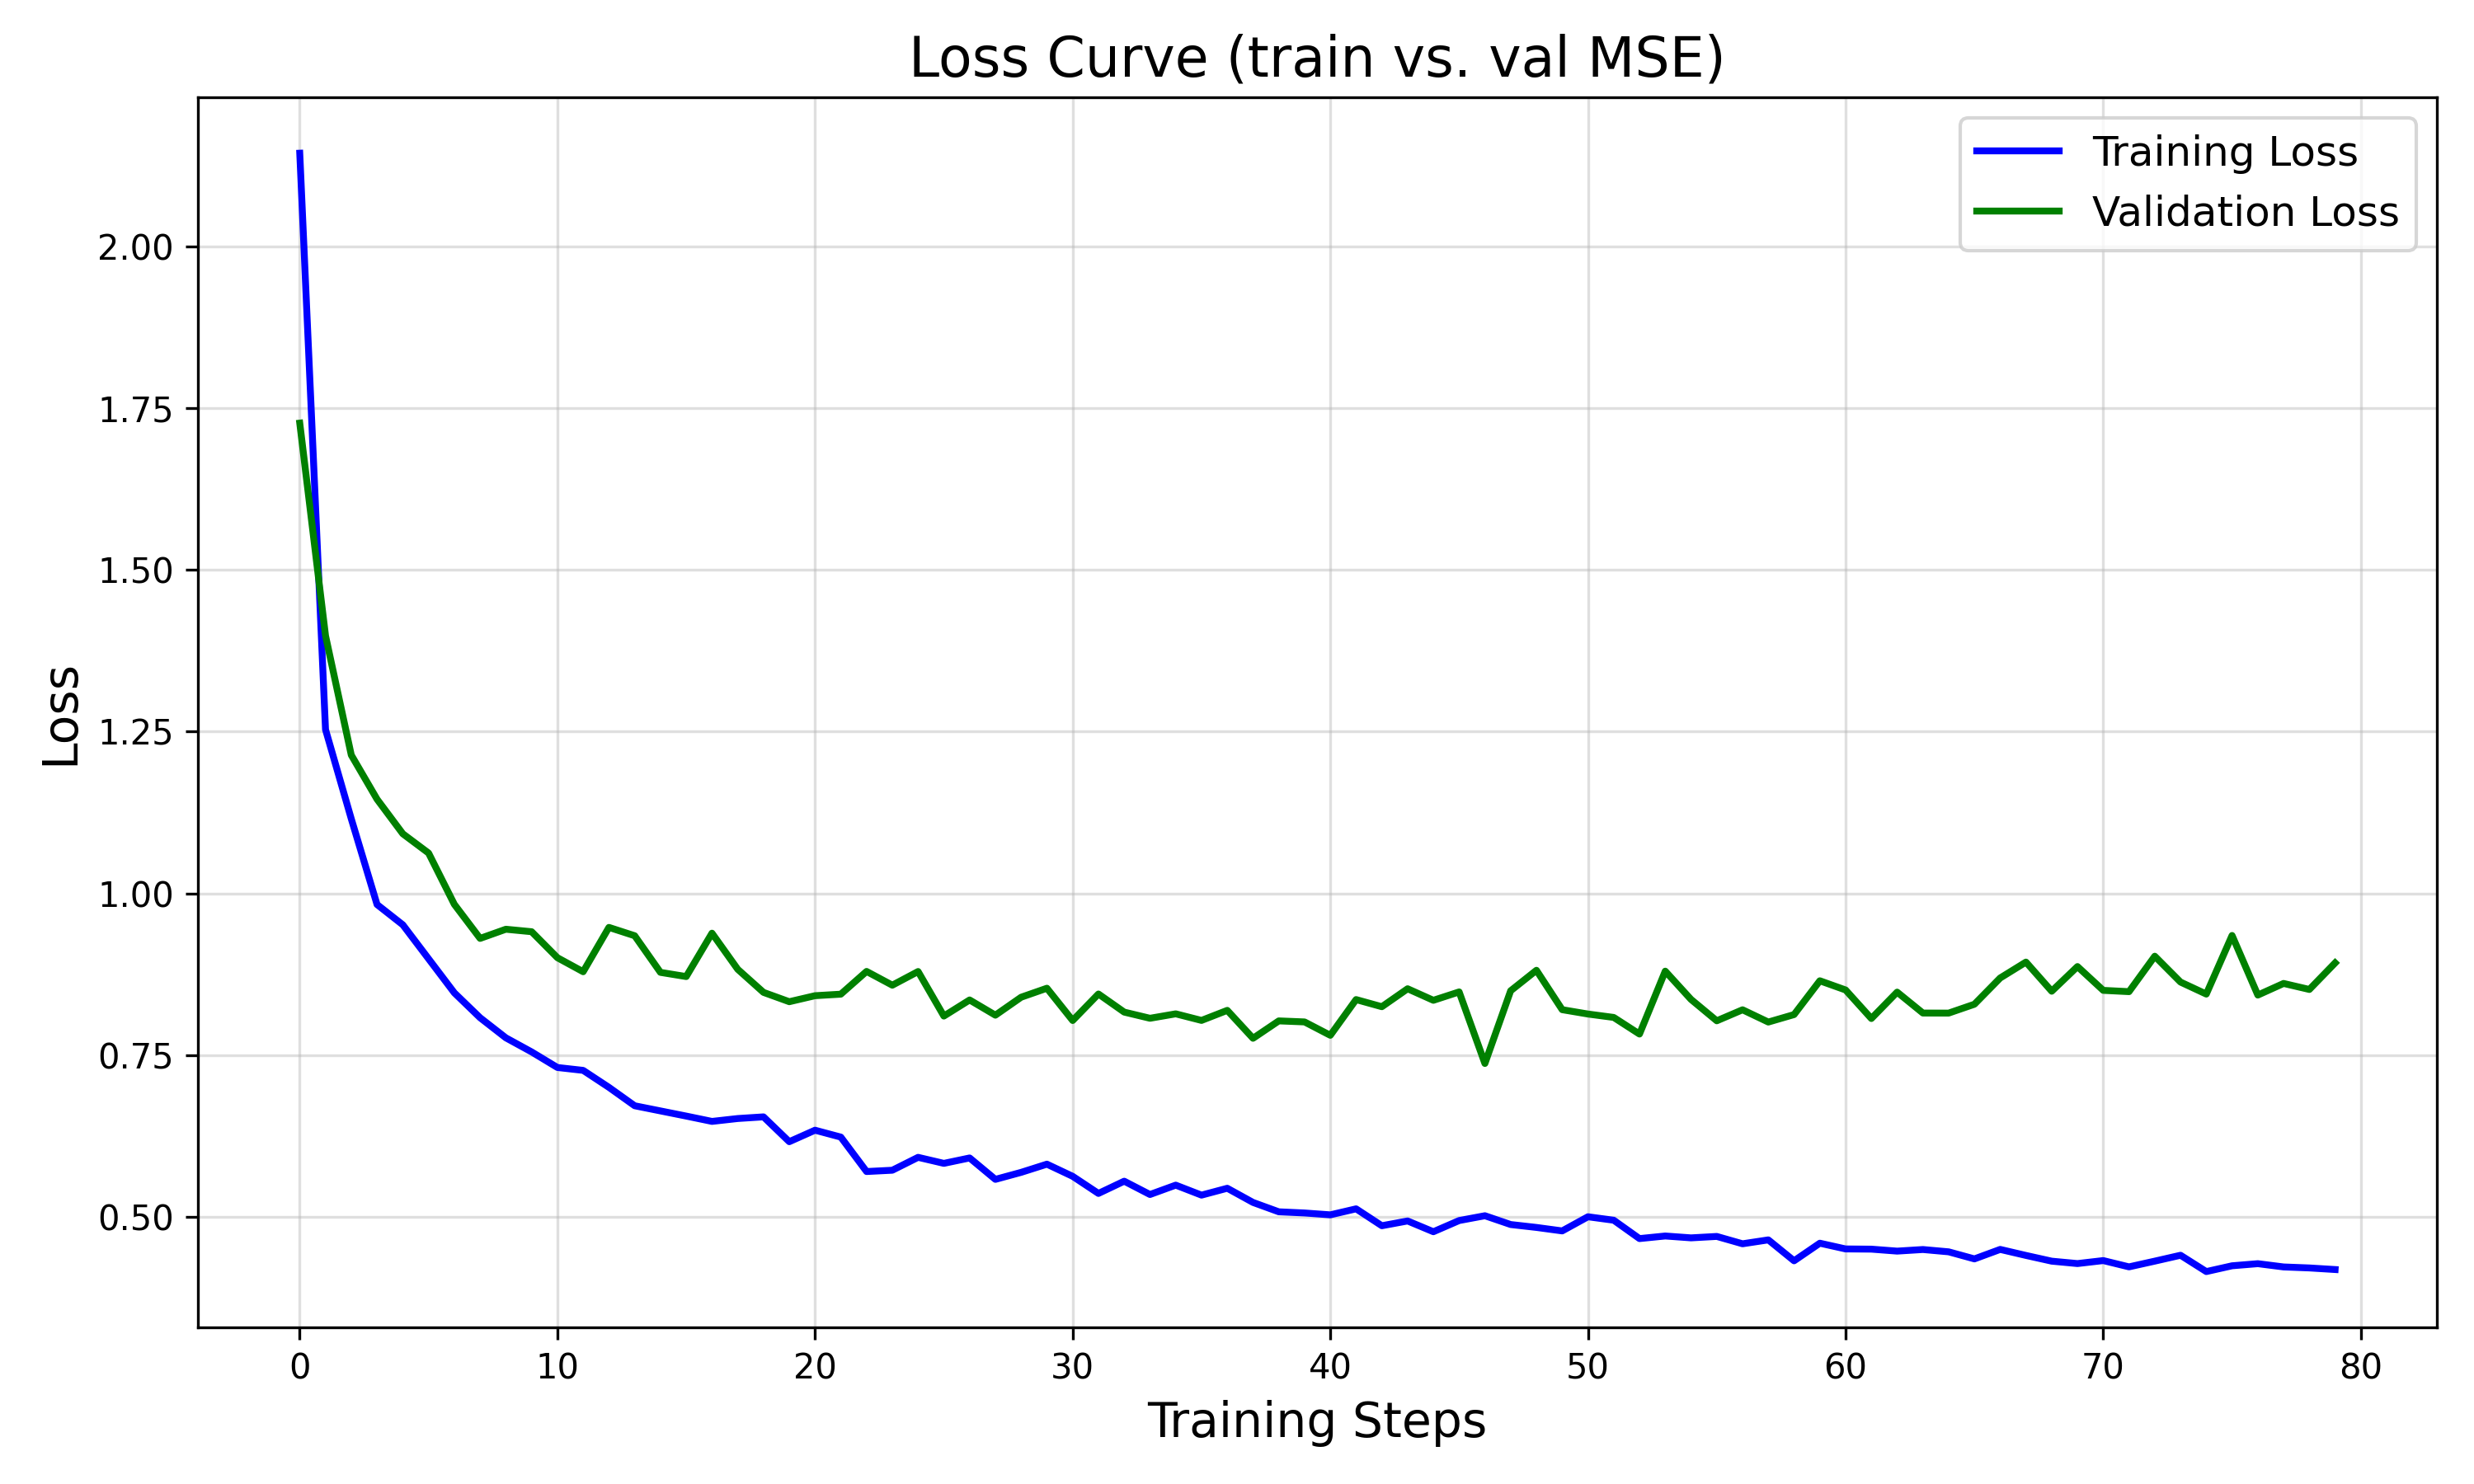 Loss Curve (train vs. val MSE)
Training Loss
Validation Loss
2.00
1.75
1.50
1.25
1.00
0.75
0.50
Loss
0 10 20 30 40 50 60 70 80
Training Steps